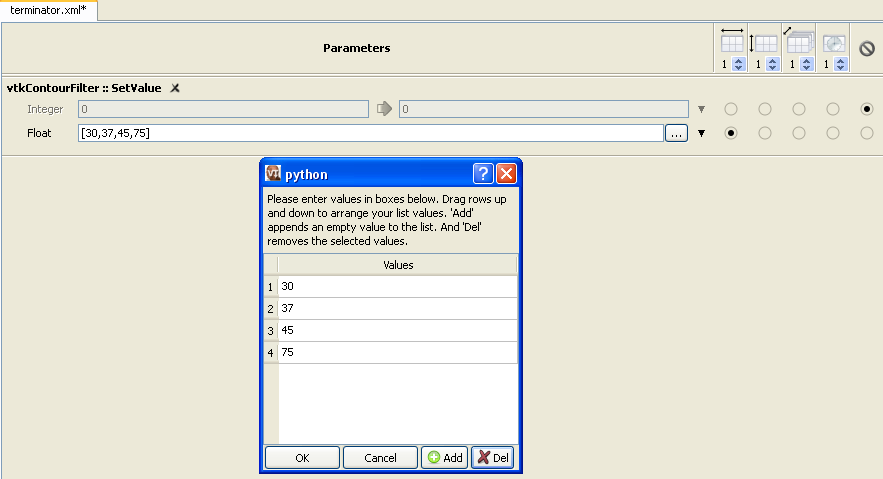 terminator.xml*
Parameters
1 1 1 1
vtkContourFilter :: SetValue
Integer 0 0
Float [30,37,45,75] ...
python
Please enter values in boxes below. Drag rows up
and down to arrange your list values. 'Add'
appends an empty value to the list. And 'Del'
removes the selected values.
Values
1 30
2 37
3 45
4 75
OK Cancel Add Del